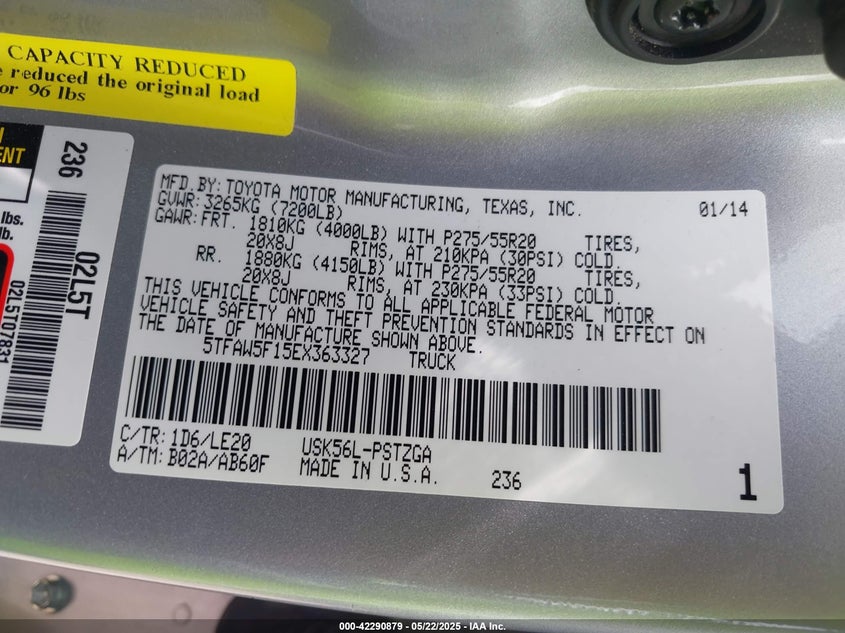 CAPACITY REDUCED
reduced the original load
or 96 lbs
236
lbs.
lb.
02L5T
02L5T07831
MFD.BY: TOYOTA MOTOR MANUFACTURING, TEXAS, INC. 01/14
GVWR: 3265KG (7200LB)
GAWR: FRT. 1810KG (4000LB) WITH P275/55R20 TIRES,
20X8J RIMS, AT 210KPA (30PSI) COLD.
RR. 1880KG (4150LB) WITH P275/55R20 TIRES,
20X8J RIMS, AT 230KPA (33PSI) COLD.
THIS VEHICLE CONFORMS TO ALL APPLICABLE FEDERAL MOTOR
VEHICLE SAFETY AND THEFT PREVENTION STANDARDS IN EFFECT ON
THE DATE OF MANUFACTURE SHOWN ABOVE.
5TFAW5F15EX363327 TRUCK
C/TR: 1D6/LE20 USK56L-PSTZGA
A/TM: B02A/AB60F MADE IN U.S.A. 236
1
000-42290879 - 05/22/2025 - IAA Inc.